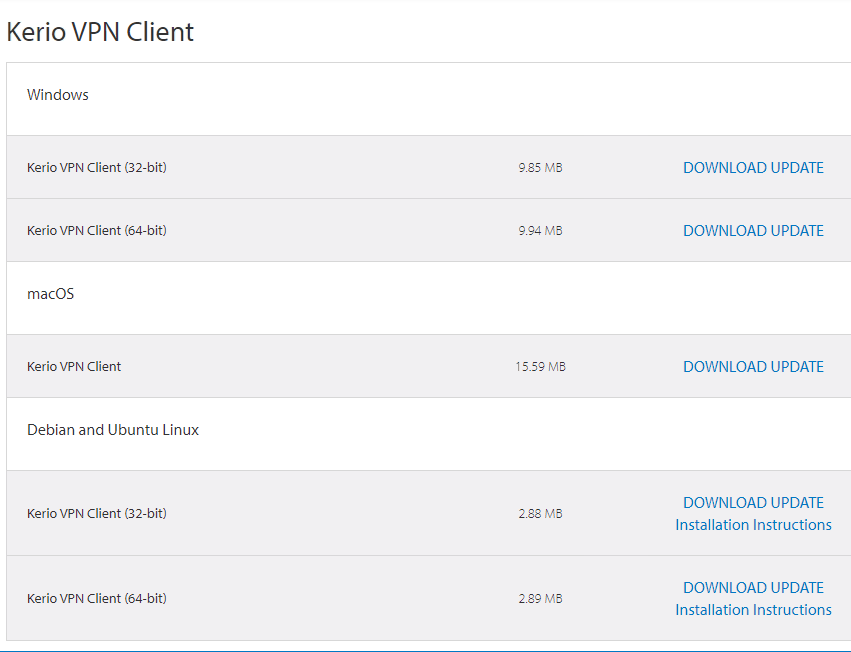 Kerio VPN Client
Windows
Kerio VPN Client (32-bit) 9.85 MB DOWNLOAD UPDATE
Kerio VPN Client (64-bit) 9.94 MB DOWNLOAD UPDATE
macOS
Kerio VPN Client 15.59 MB DOWNLOAD UPDATE
Debian and Ubuntu Linux
Kerio VPN Client (32-bit) 2.88 MB DOWNLOAD UPDATE
Installation Instructions
Kerio VPN Client (64-bit) 2.89 MB DOWNLOAD UPDATE
Installation Instructions